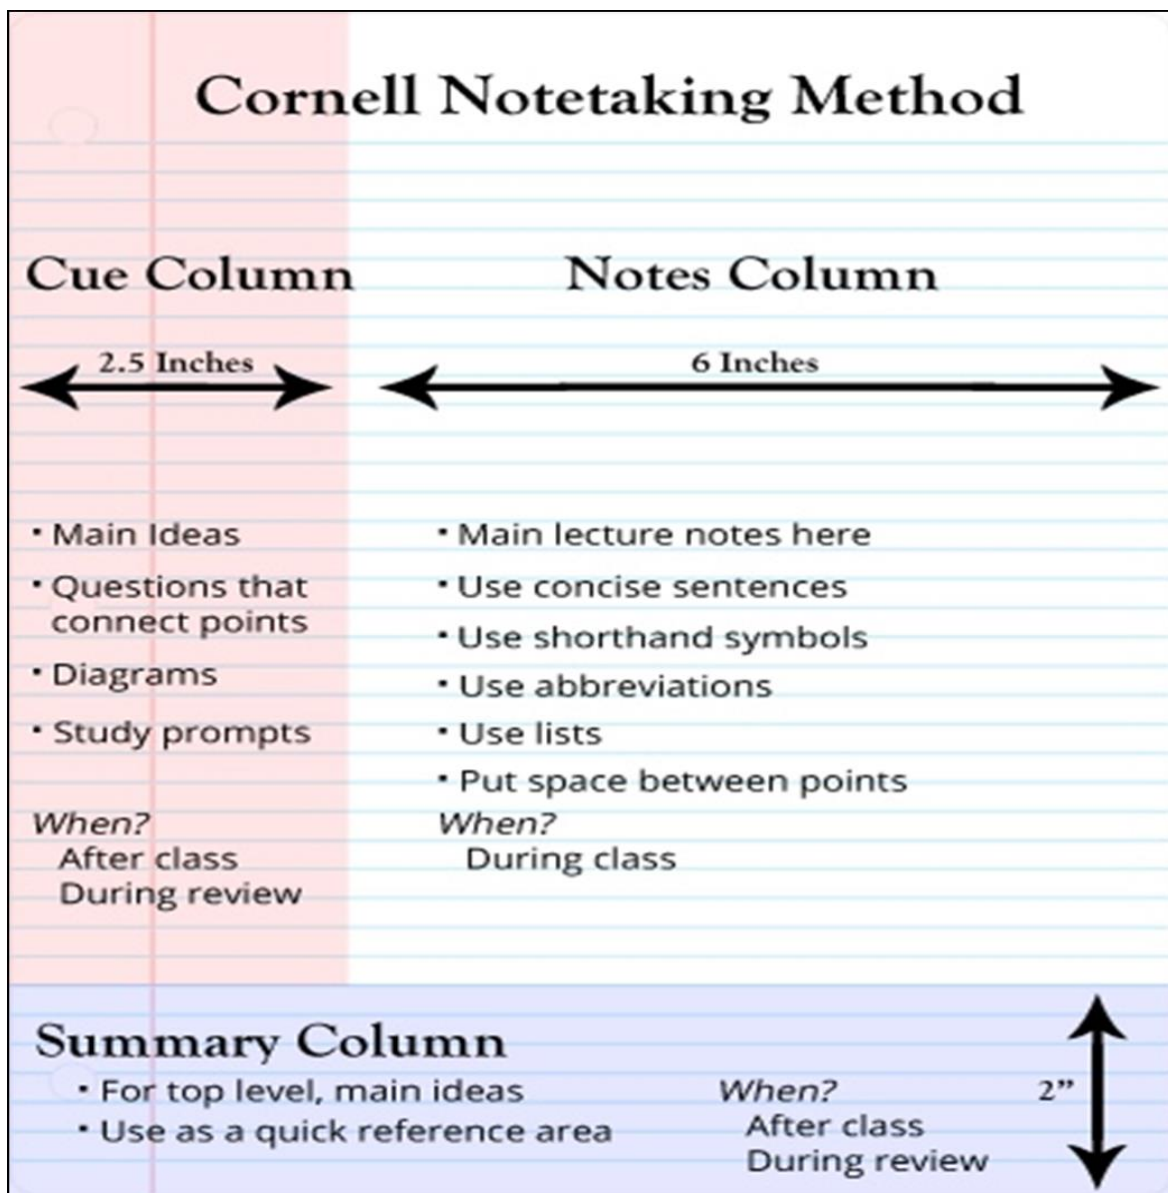 Cornell Notetaking Method
Cue Column
2.5 Inches
· Main Ideas
· Questions that
connect points
· Diagrams
· Study prompts
When?
After class
During review
Notes Column
6 Inches
· Main lecture notes here
· Use concise sentences
· Use shorthand symbols
· Use abbreviations
· Use lists
· Put space between points
When?
During class
Summary Column
· For top level, main ideas
· Use as a quick reference area
When?
After class
During review
2”